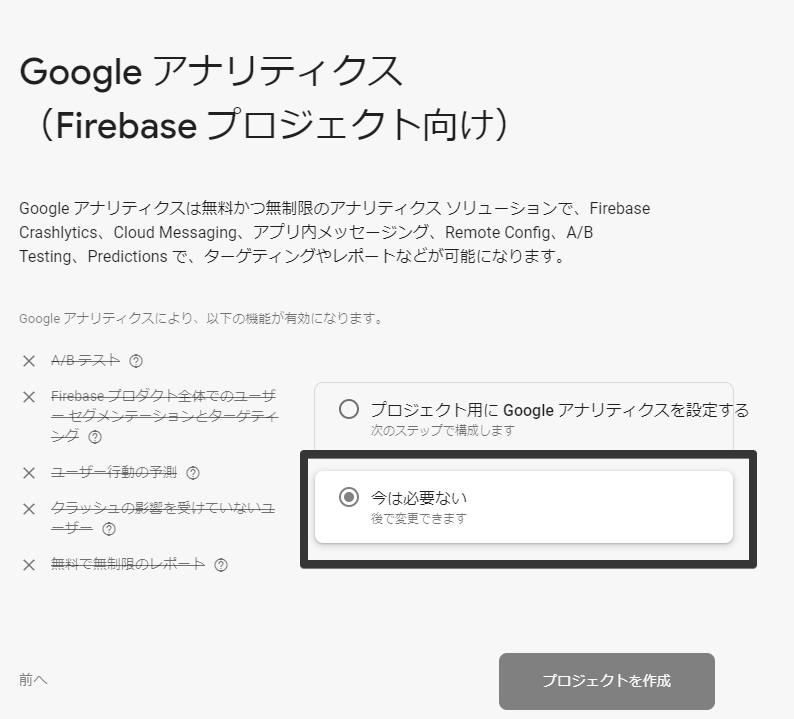 Google アナリティクス
（Firebase プロジェクト向け）
Google アナリティクスは無料かつ無制限のアナリティクス ソリューションで、Firebase
Crashlytics、Cloud Messaging、アプリ内メッセージング、Remote Config、A/B
Testing、Predictions で、ターゲティングやレポートなどが可能になります。
Google アナリティクスにより、以下の機能が有効になります。
A/B テスト
Firebase プロダクト全体でのユーザ
ー セグメンテーションとターゲティ
ング
ユーザー行動の予測
クラッシュの影響を受けていないユ
ーザー
無料で無制限のレポート
プロジェクト用に Google アナリティクスを設定する
次のステップで構成します
今は必要ない
後で変更できます
前へ
プロジェクトを作成